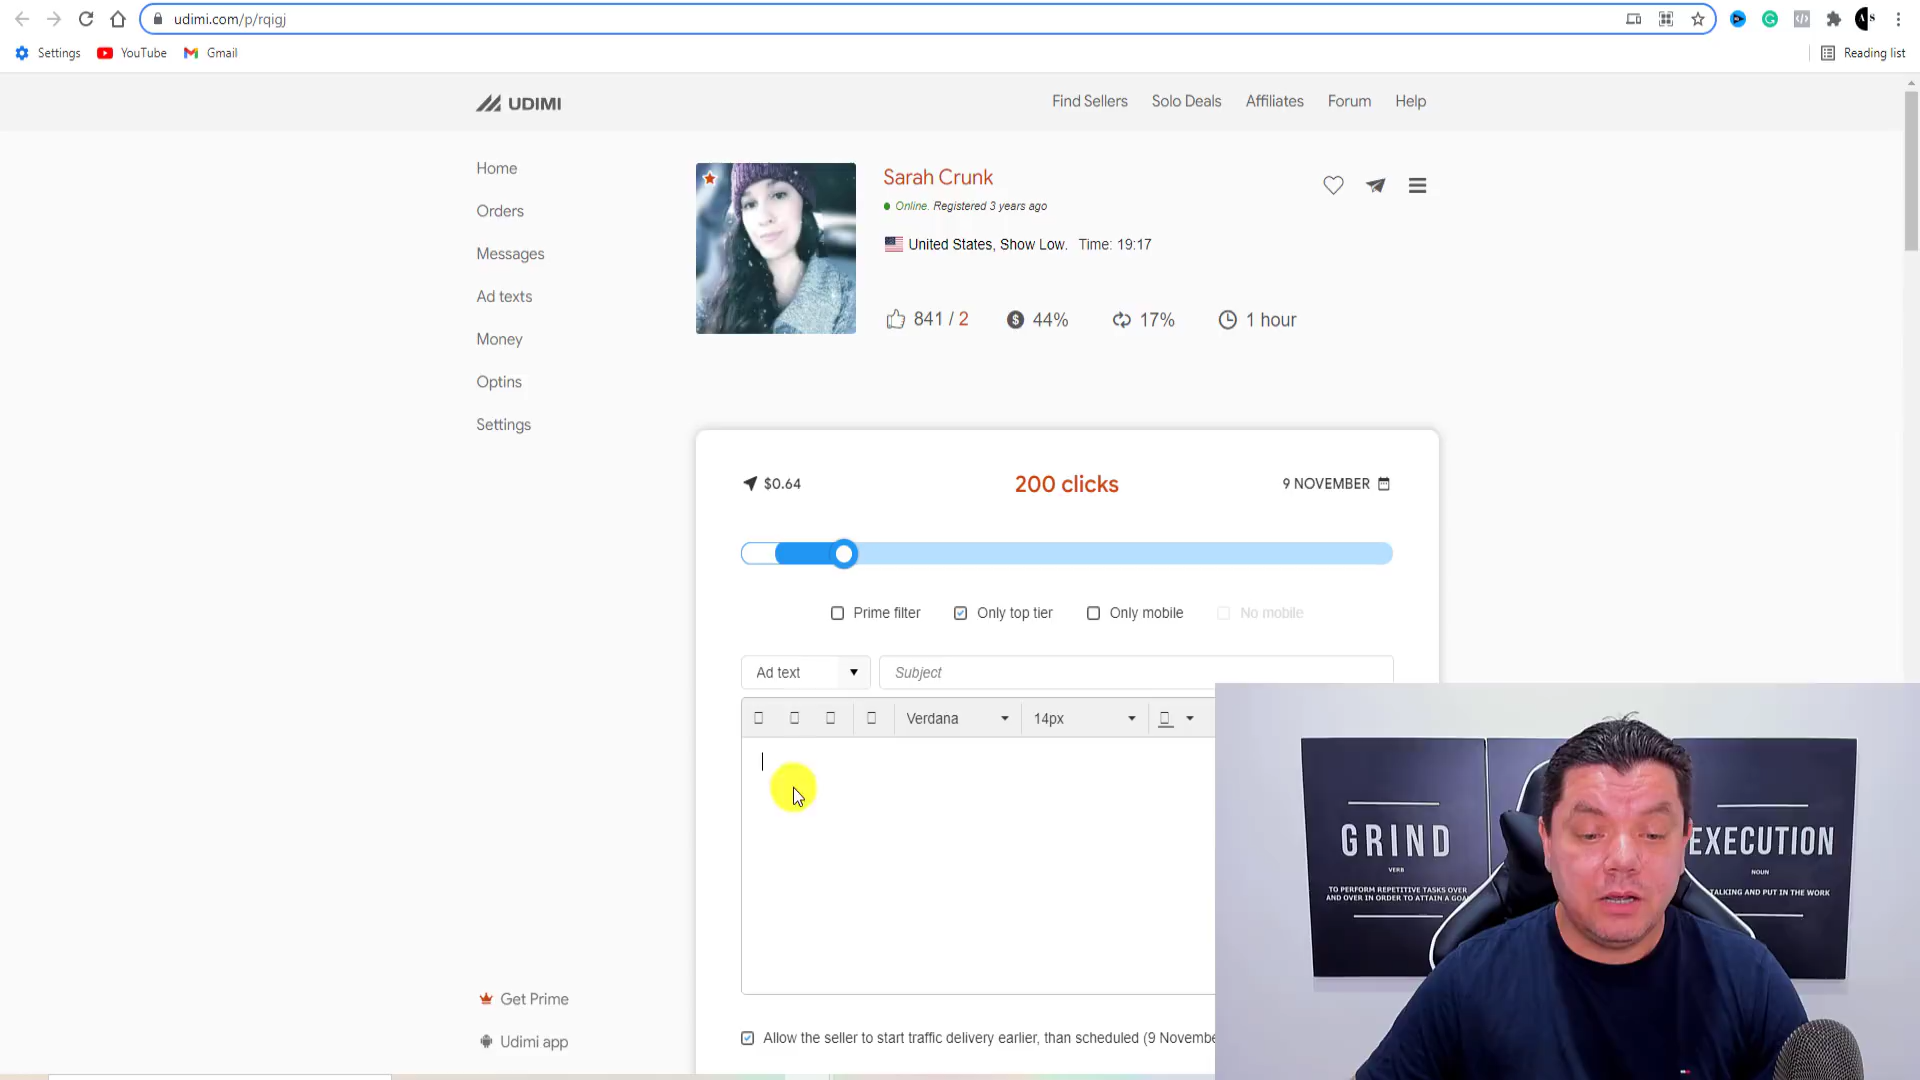 udimi.com/p/rqigj
Settings
YouTube
Gmail
Reading list
UDIMI
Find Sellers
Solo Deals
Affiliates
Forum
Help
Home
Orders
Messages
Ad texts
Money
Optins
Settings
Sarah Crunk
Online. Registered 3 years ago
United States, Show Low. Time: 19:17
841 / 2
44%
17%
1 hour
$0.64
200 clicks
9 NOVEMBER
Prime filter
Only top tier
Only mobile
No mobile
Ad text
Subject
Verdana
14px
GRIND
VERB
TO PERFORM REPETITIVE TASKS OVER
AND OVER IN ORDER TO ATTAIN A GOA
EXECUTION
NOUN
TALKING AND PUT IN THE WORK
Allow the seller to start traffic delivery earlier, than scheduled (9 Novembe
Get Prime
Udimi app